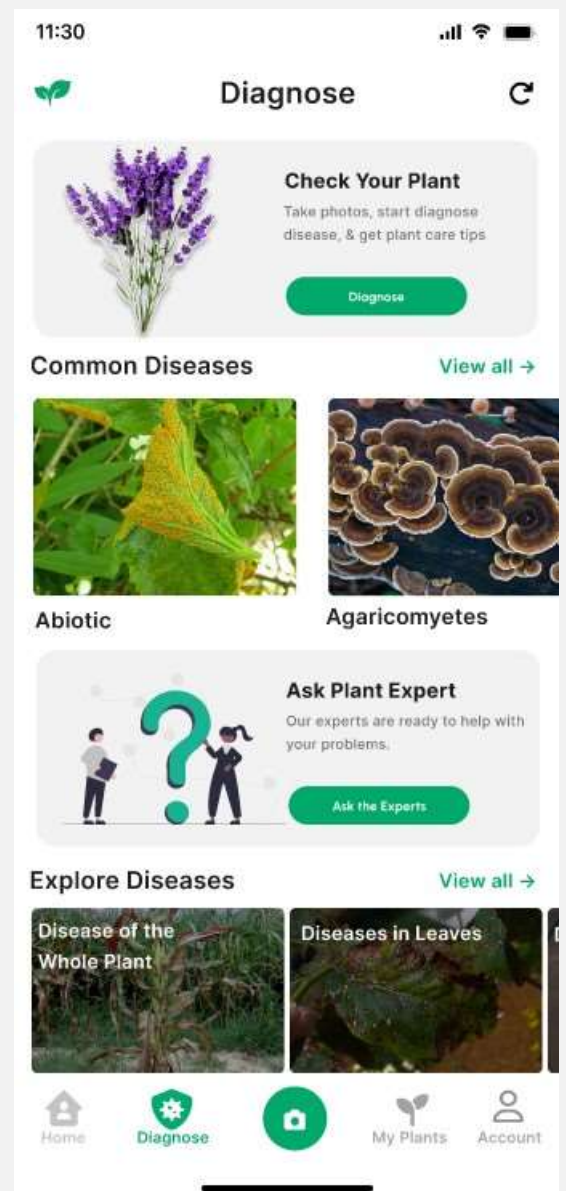 11:30
Diagnose
Check Your Plant
Take photos, start diagnose
disease, & get plant care tips
Diagnose
Common Diseases
View all →
Abiotic
Agaricomyetes
Ask Plant Expert
Our experts are ready to help with
your problems.
Ask the Experts
Explore Diseases
View all →
Disease of the
Whole Plant
Diseases in Leaves
Home
Diagnose
My Plants
Account